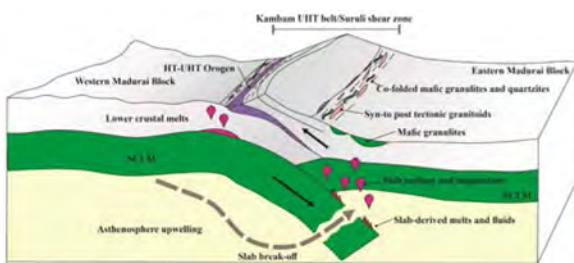 Kambam UHT belt/Suruli shear zone
HT-UHT Orogen
Western Madurai Block
Eastern Madurai Block
Co-folded mafic granulites and quartzites
Syn-to post tectonic granitoids
Lower crustal melts
Mafic granulites
SCLM
Slab melting and
SCLM
Slab-derived melts and fluids
Asthenosphere upwelling
Slab break-off